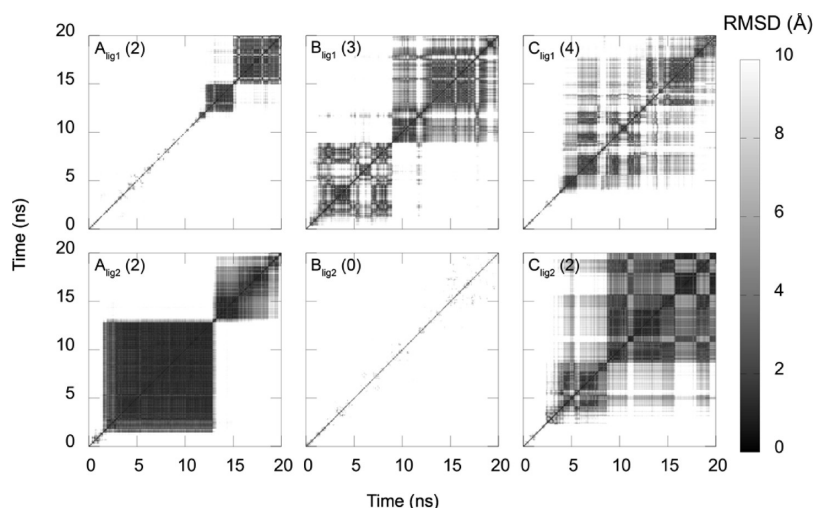 RMSD (Å)
A_lig1 (2)
B_lig1 (3)
C_lig1 (4)
20
15
10
5
0
10
8
6
4
2
0
Time (ns)
A_lig2 (2)
B_lig2 (0)
C_lig2 (2)
20
15
10
5
0
0 5 10 15 20 0 5 10 15 20 0 5 10 15 20
Time (ns)